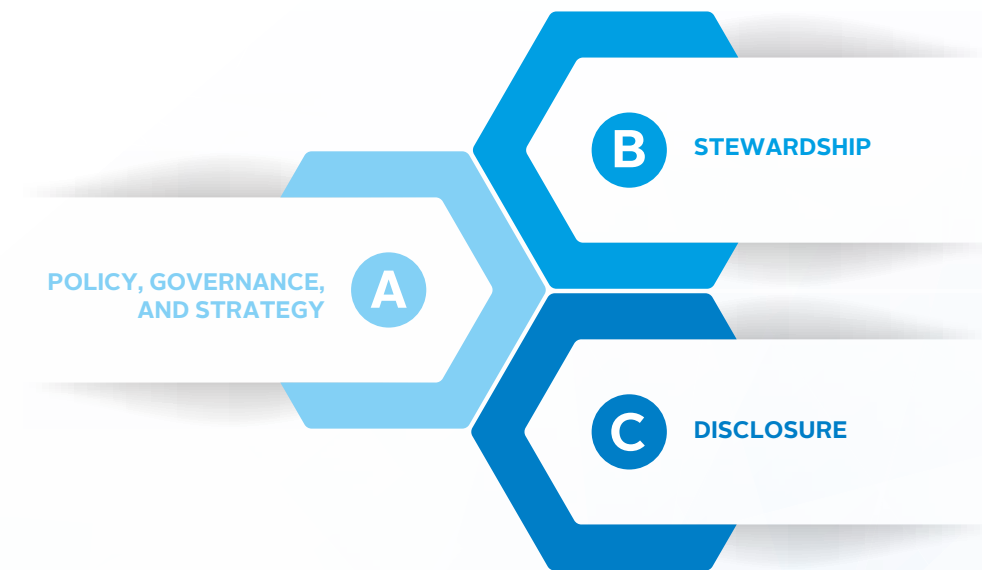 A
POLICY, GOVERNANCE,
AND STRATEGY
B
STEWARDSHIP
C
DISCLOSURE